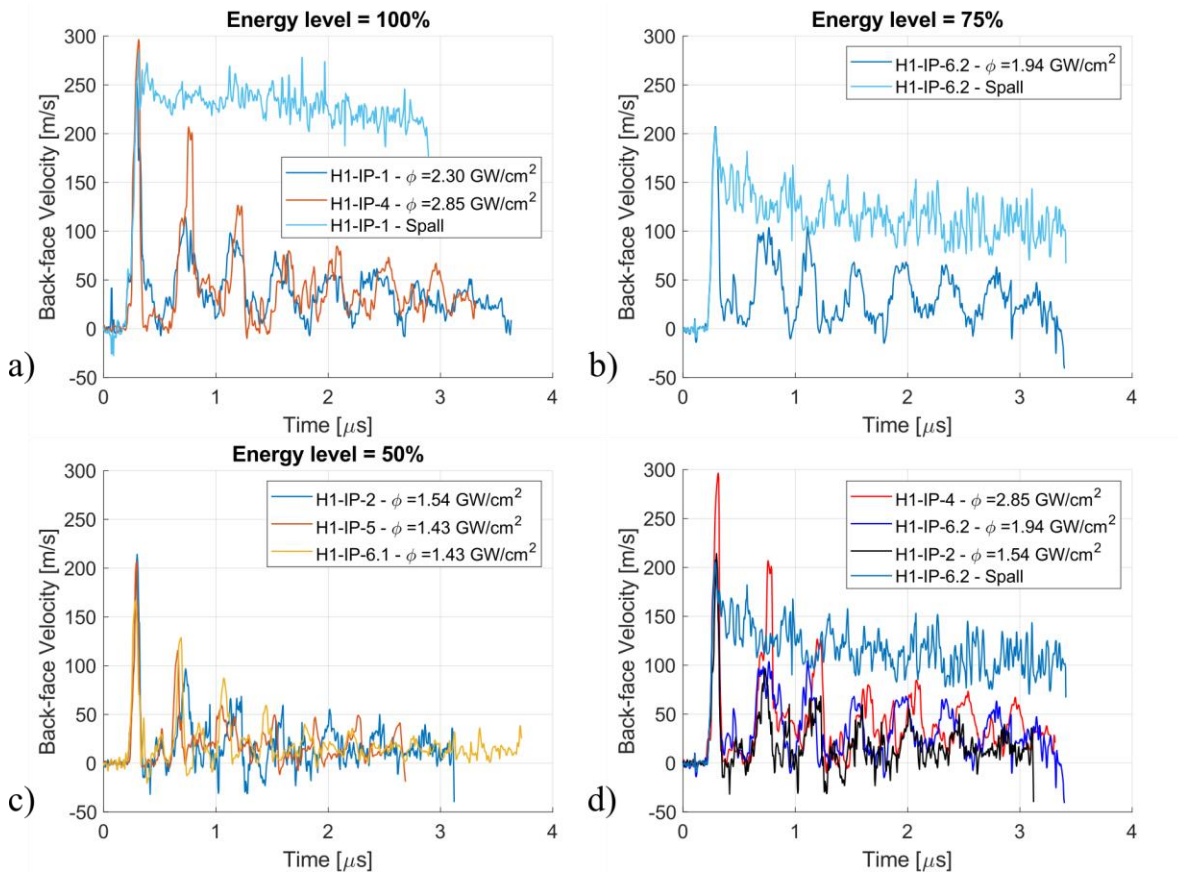 Energy level = 100%
Back-face Velocity [m/s]
300
250
200
150
100
50
0
-50
H1-IP-1 - ϕ =2.30 GW/cm²
H1-IP-4 - ϕ =2.85 GW/cm²
H1-IP-1 - Spall
0 1 2 3 4
Time [μs]
a)
Energy level = 75%
Back-face Velocity [m/s]
300
250
200
150
100
50
0
-50
H1-IP-6.2 - ϕ =1.94 GW/cm²
H1-IP-6.2 - Spall
0 1 2 3 4
Time [μs]
b)
Energy level = 50%
Back-face Velocity [m/s]
300
250
200
150
100
50
0
-50
H1-IP-2 - ϕ =1.54 GW/cm²
H1-IP-5 - ϕ =1.43 GW/cm²
H1-IP-6.1 - ϕ =1.43 GW/cm²
0 1 2 3 4
Time [μs]
c)
Back-face Velocity [m/s]
300
250
200
150
100
50
0
-50
H1-IP-4 - ϕ =2.85 GW/cm²
H1-IP-6.2 - ϕ =1.94 GW/cm²
H1-IP-2 - ϕ =1.54 GW/cm²
H1-IP-6.2 - Spall
0 1 2 3 4
Time [μs]
d)